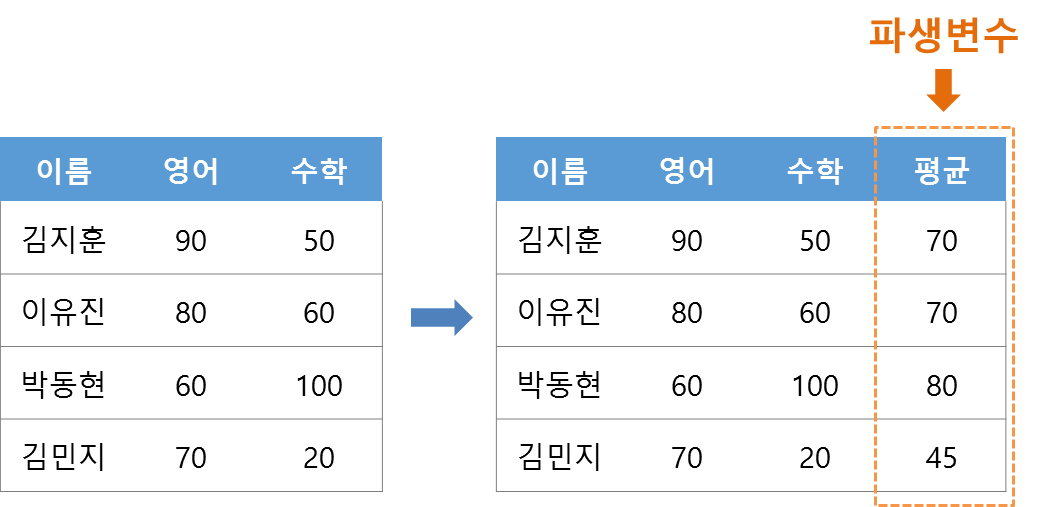 파생변수
이름 영어 수학
김지훈 90 50
이유진 80 60
박동현 60 100
김민지 70 20
이름 영어 수학 평균
김지훈 90 50 70
이유진 80 60 70
박동현 60 100 80
김민지 70 20 45